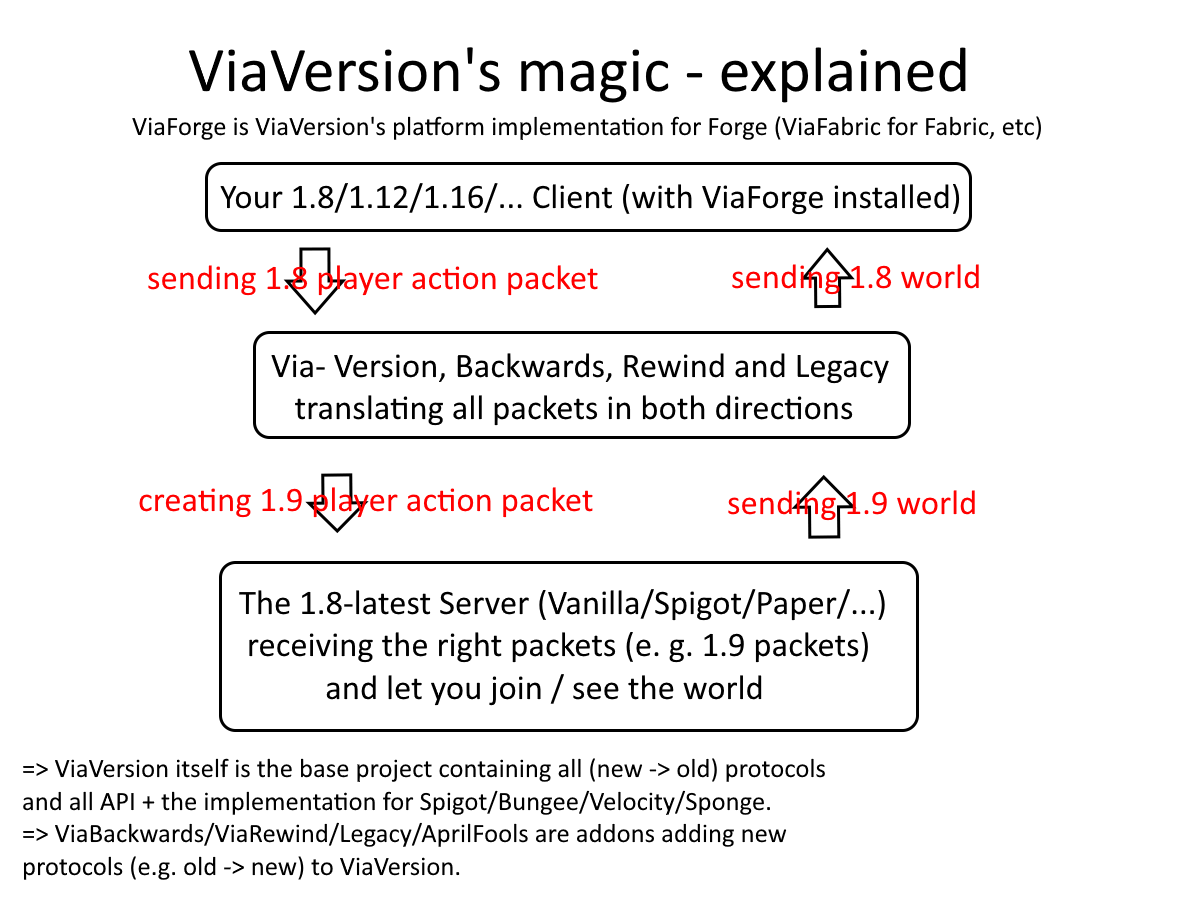 ViaVersion's magic - explained
ViaForge is ViaVersion's platform implementation for Forge (ViaFabric for Fabric, etc)
Your 1.8/1.12/1.16/... Client (with ViaForge installed)
sending 1.8 player action packet
sending 1.8 world
Via- Version, Backwards, Rewind and Legacy
translating all packets in both directions
creating 1.9 player action packet
sending 1.9 world
The 1.8-latest Server (Vanilla/Spigot/Paper/...)
receiving the right packets (e. g. 1.9 packets)
and let you join / see the world
=> ViaVersion itself is the base project containing all (new -> old) protocols
and all API + the implementation for Spigot/Bungee/Velocity/Sponge.
=> ViaBackwards/ViaRewind/Legacy/AprilFools are addons adding new
protocols (e.g. old -> new) to ViaVersion.